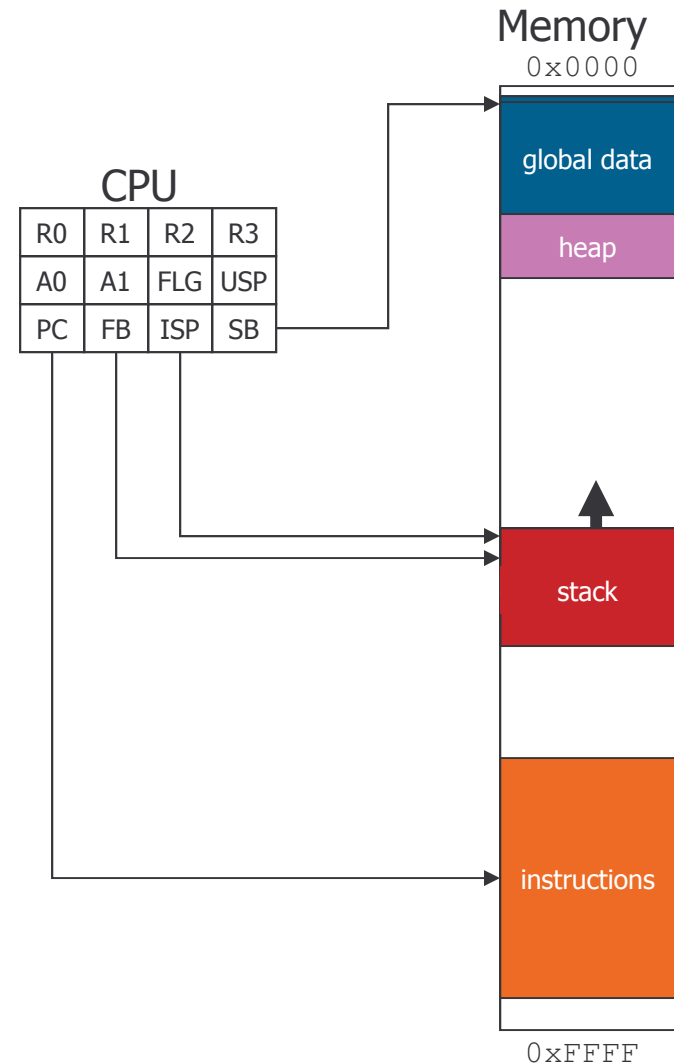 Memory
0x0000
global data
CPU
R0 R1 R2 R3
heap
A0 A1 FLG USP
PC FB ISP SB
stack
instructions
0xFFFF